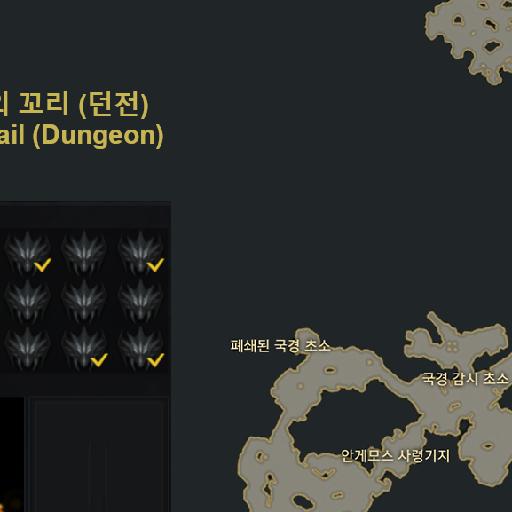 의 꼬리 (던전)
ail (Dungeon)
폐쇄된 국경 초소
국경 감시 초소
안게모스 사령기지